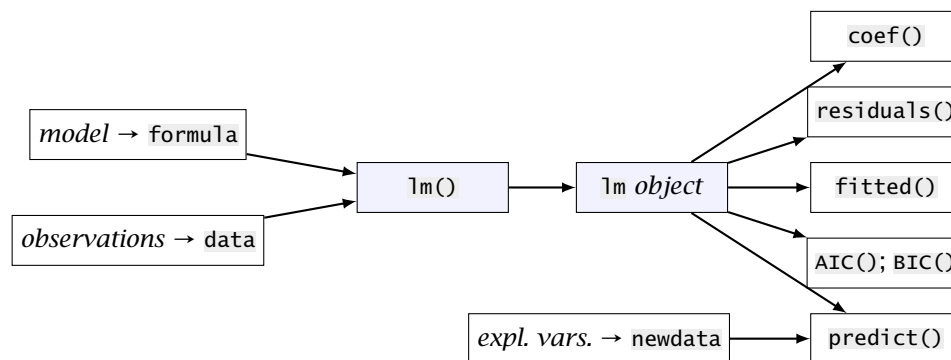 coef()
residuals()
model → formula
lm()
lm object
fitted()
observations → data
AIC(); BIC()
expl. vars. → newdata
predict()